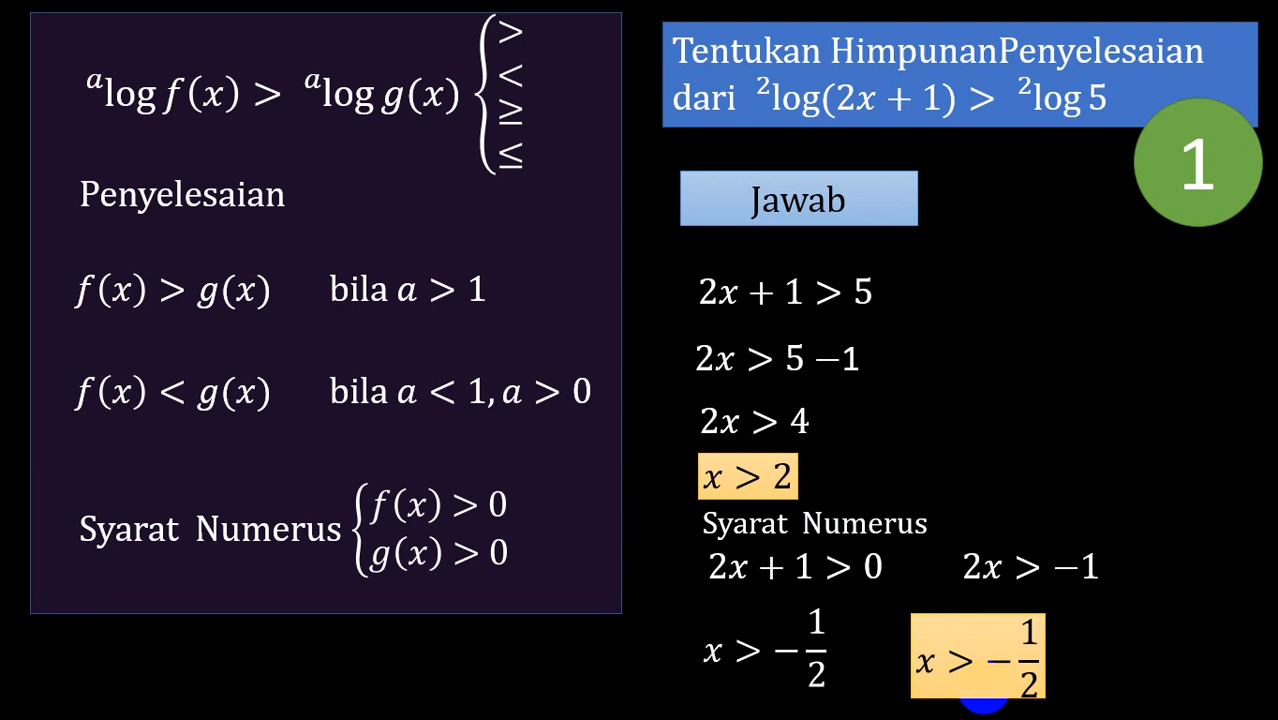 ᵃlog f(x) > ᵃlog g(x) { > < ≥ ≤
Penyelesaian
f(x) > g(x) bila a > 1
f(x) < g(x) bila a < 1, a > 0
Syarat Numerus { f(x) > 0
g(x) > 0
Tentukan HimpunanPenyelesaian
dari ²log(2x + 1) > ²log 5
1
Jawab
2x + 1 > 5
2x > 5 −1
2x > 4
x > 2
Syarat Numerus
2x + 1 > 0 2x > −1
x > −1/2 x > −1/2